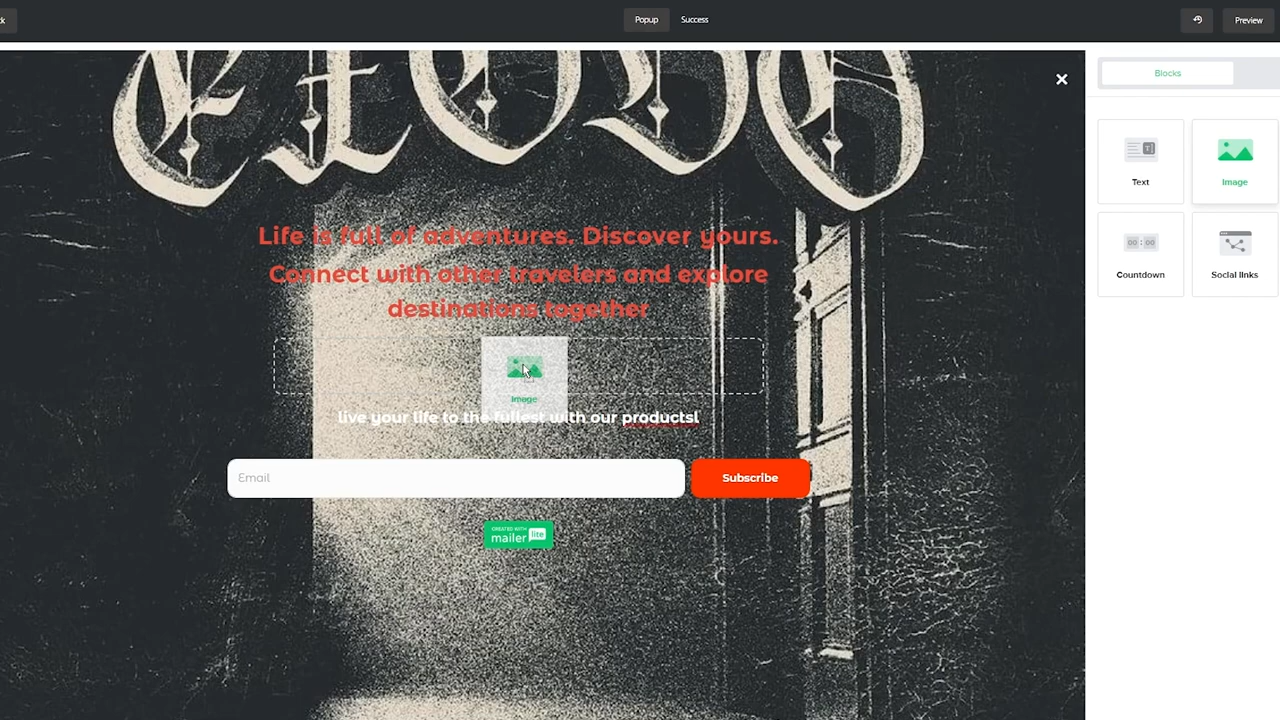 Popup
Success
Preview
Blocks
Text
Image
Countdown
Social links
Life is full of adventures. Discover yours.
Connect with other travelers and explore
destinations together
Image
live your life to the fullest with our products!
Email
Subscribe
CREATED WITH
mailer lite